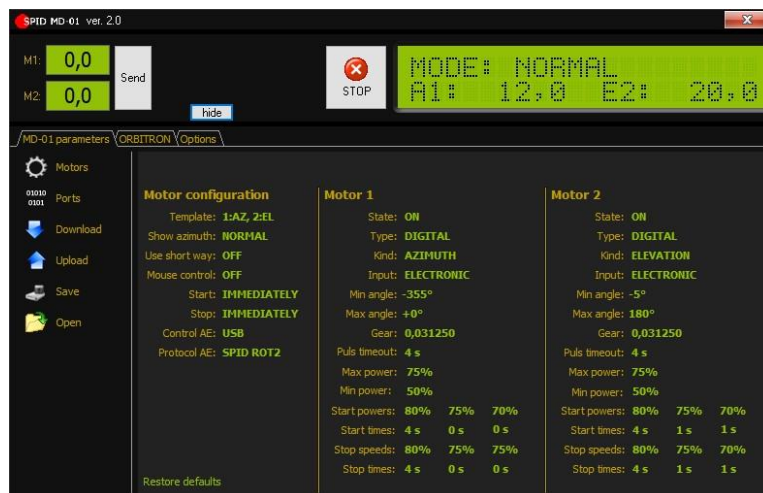 SPID MD-01 ver. 2.0
M1: 0,0
M2: 0,0
Send
hide
STOP
MODE: NORMAL
A1: 12,0 E2: 20,0
MD-01 parameters ORBITRON Options
Motors
01010
0101
Ports
Download
Upload
Save
Open
Motor configuration
Template: 1:AZ, 2:EL
Show azimuth: NORMAL
Use short way: OFF
Mouse control: OFF
Start: IMMEDIATELY
Stop: IMMEDIATELY
Control AE: USB
Protocol AE: SPID ROT2
Restore defaults
Motor 1
State: ON
Type: DIGITAL
Kind: AZIMUTH
Input: ELECTRONIC
Min angle: -355°
Max angle: +0°
Gear: 0,031250
Puls timeout: 4 s
Max power: 75%
Min power: 50%
Start powers: 80% 75% 70%
Start times: 4 s 0 s 0 s
Stop speeds: 80% 75% 75%
Stop times: 4 s 0 s 0 s
Motor 2
State: ON
Type: DIGITAL
Kind: ELEVATION
Input: ELECTRONIC
Min angle: -5°
Max angle: 180°
Gear: 0,031250
Puls timeout: 4 s
Max power: 75%
Min power: 50%
Start powers: 80% 75% 70%
Start times: 4 s 1 s 1 s
Stop speeds: 80% 75% 70%
Stop times: 4 s 1 s 1 s